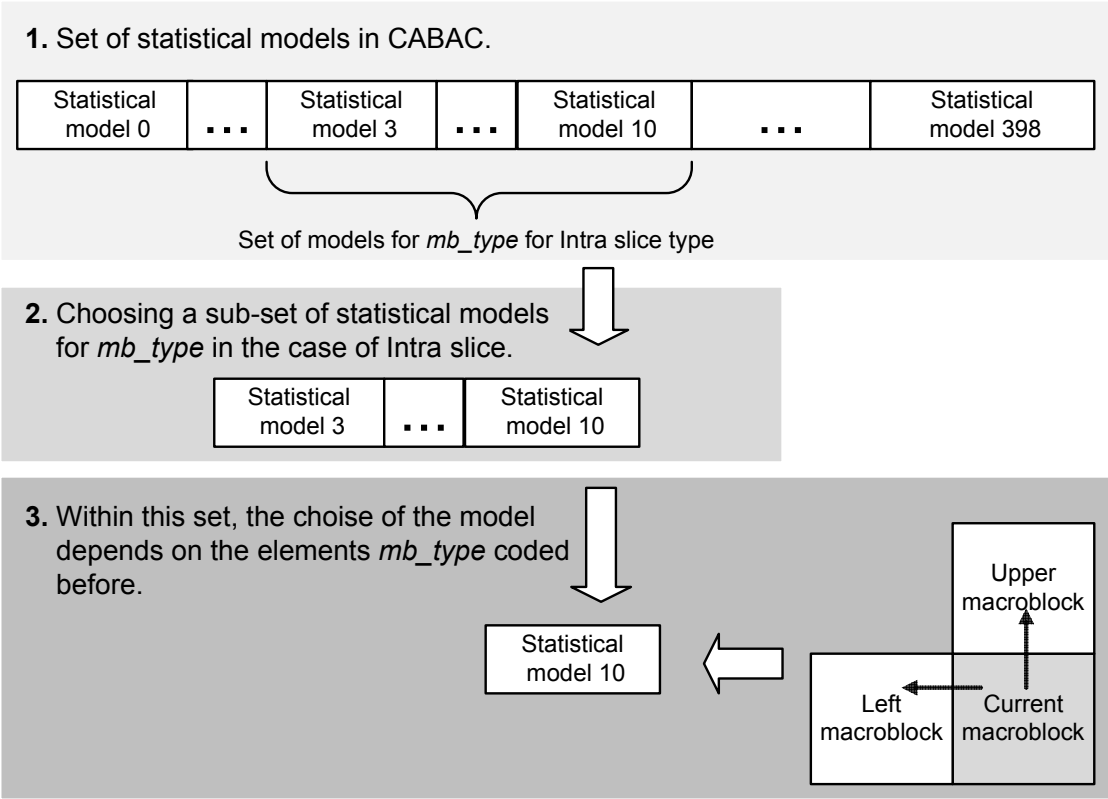 1. Set of statistical models in CABAC.
Statistical model 0
...
Statistical model 3
...
Statistical model 10
...
Statistical model 398
Set of models for mb_type for Intra slice type
2. Choosing a sub-set of statistical models
for mb_type in the case of Intra slice.
Statistical model 3
...
Statistical model 10
3. Within this set, the choise of the model
depends on the elements mb_type coded
before.
Statistical
model 10
Upper
macroblock
Left
macroblock
Current
macroblock